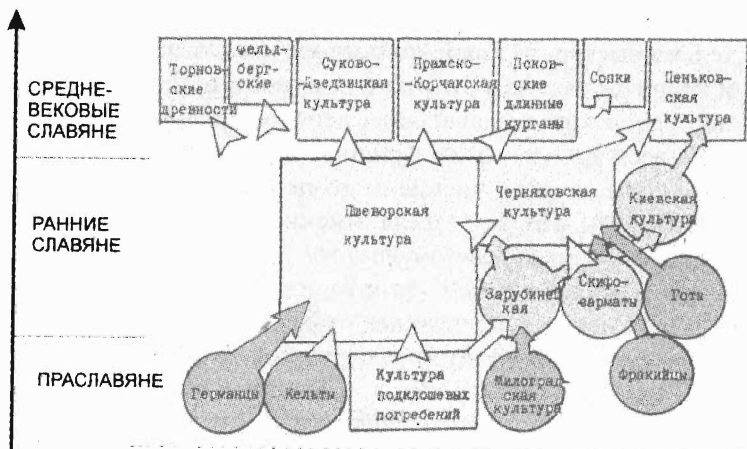 СРЕДНЕ-
ВЕКОВЫЕ
СЛАВЯНЕ
Торнов-
ские
древности
Фельд-
берг-
ские
Суково-
Дзедзицкая
культура
Пражско-
Корчакская
культура
Псков-
ские
длинные
курганы
Сопки
Пеньков-
ская
культура
РАННИЕ
СЛАВЯНЕ
Пшеворская
культура
Черняховская
культура
Киевская
культура
Зарубинец-
кая
Скифо-
сарматы
Готы
ПРАСЛАВЯНЕ
Германцы
Кельты
Культура
подклошевых
погребений
Милоград-
ская
культура
Фракийцы